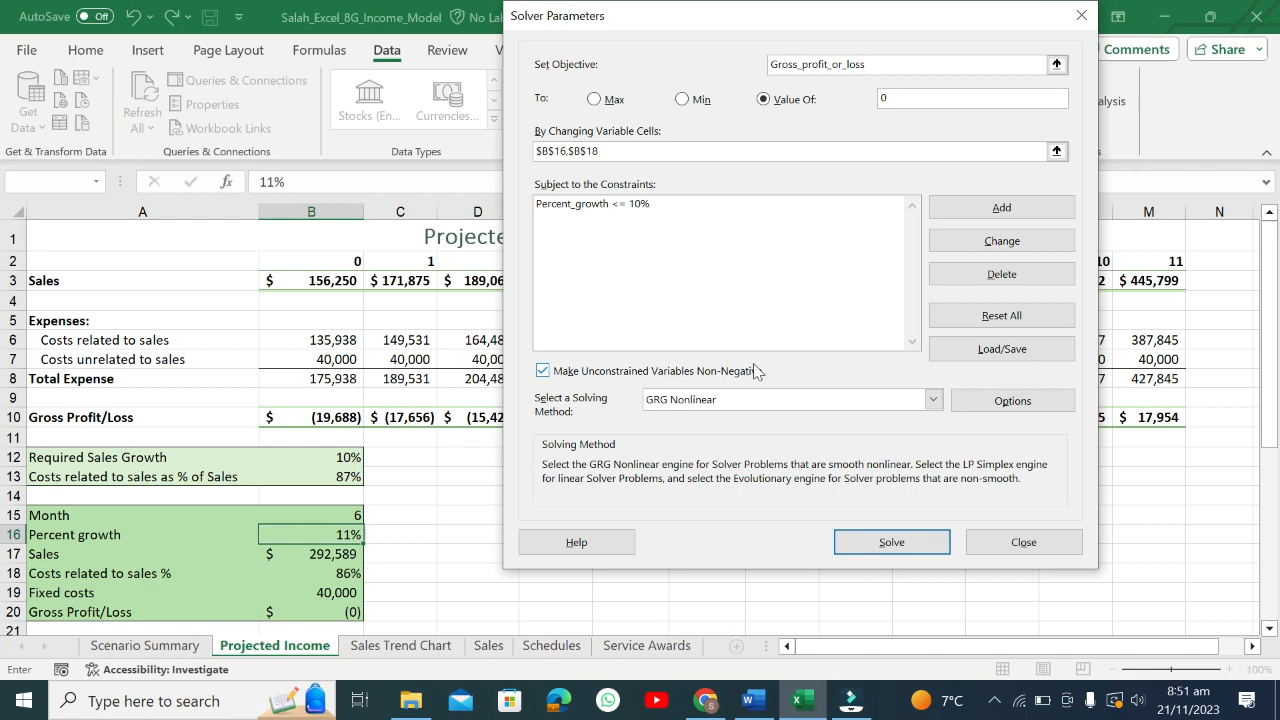 AutoSave Off Salah_Excel_8G_Income_Model No Lab
Solver Parameters
File Home Insert Page Layout Formulas Data Review
Comments Share
Get Data
Refresh All
Queries & Connections
Properties
Workbook Links
Stocks (En... Currencies...
alysis
Get & Transform Data Queries & Connections Data Types
11%
Set Objective: Gross_profit_or_loss
To: Max Min Value Of: 0
By Changing Variable Cells:
$B$16,$B$18
Subject to the Constraints:
Percent_growth <= 10%
Add
Change
Delete
Reset All
Load/Save
Make Unconstrained Variables Non-Negati
Select a Solving Method: GRG Nonlinear Options
Solving Method
Select the GRG Nonlinear engine for Solver Problems that are smooth nonlinear. Select the LP Simplex engine
for linear Solver Problems, and select the Evolutionary engine for Solver problems that are non-smooth.
Help Solve Close
A B C D M N
1 Projecte
2 0 1 10 11
3 Sales $ 156,250 $ 171,875 $ 189,06 2 $ 445,799
4
5 Expenses:
6 Costs related to sales 135,938 149,531 164,48 7 387,845
7 Costs unrelated to sales 40,000 40,000 40,00 0 40,000
8 Total Expense 175,938 189,531 204,48 7 427,845
9
10 Gross Profit/Loss $ (19,688) $ (17,656) $ (15,42 5 $ 17,954
11
12 Required Sales Growth 10%
13 Costs related to sales as % of Sales 87%
14
15 Month 6
16 Percent growth 11%
17 Sales $ 292,589
18 Costs related to sales % 86%
19 Fixed costs 40,000
20 Gross Profit/Loss $ (0)
21
Scenario Summary Projected Income Sales Trend Chart Sales Schedules Service Awards
Enter Accessibility: Investigate 100%
Type here to search 7°C 8:51 am
21/11/2023